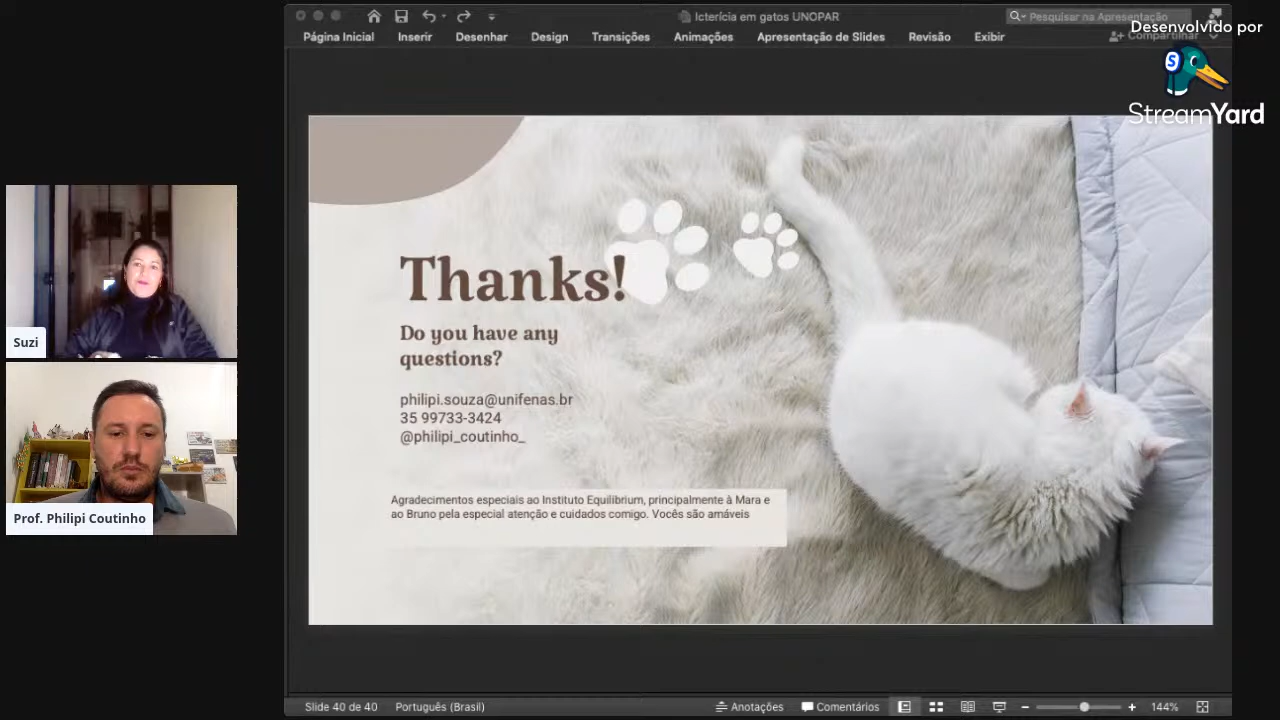 Icterícia em gatos UNOPAR
Pesquisar na Apresentação
Desenvolvido por
Página Inicial Inserir Desenhar Design Transições Animações Apresentação de Slides Revisão Exibir Compartilhar
StreamYard
Thanks!
Do you have any
questions?
philipi.souza@unifenas.br
35 99733-3424
@philipi_coutinho_
Agradecimentos especiais ao Instituto Equilibrium, principalmente à Mara e
ao Bruno pela especial atenção e cuidados comigo. Vocês são amáveis
Suzi
Prof. Philipi Coutinho
Slide 40 de 40 Português (Brasil) Anotações Comentários 144%